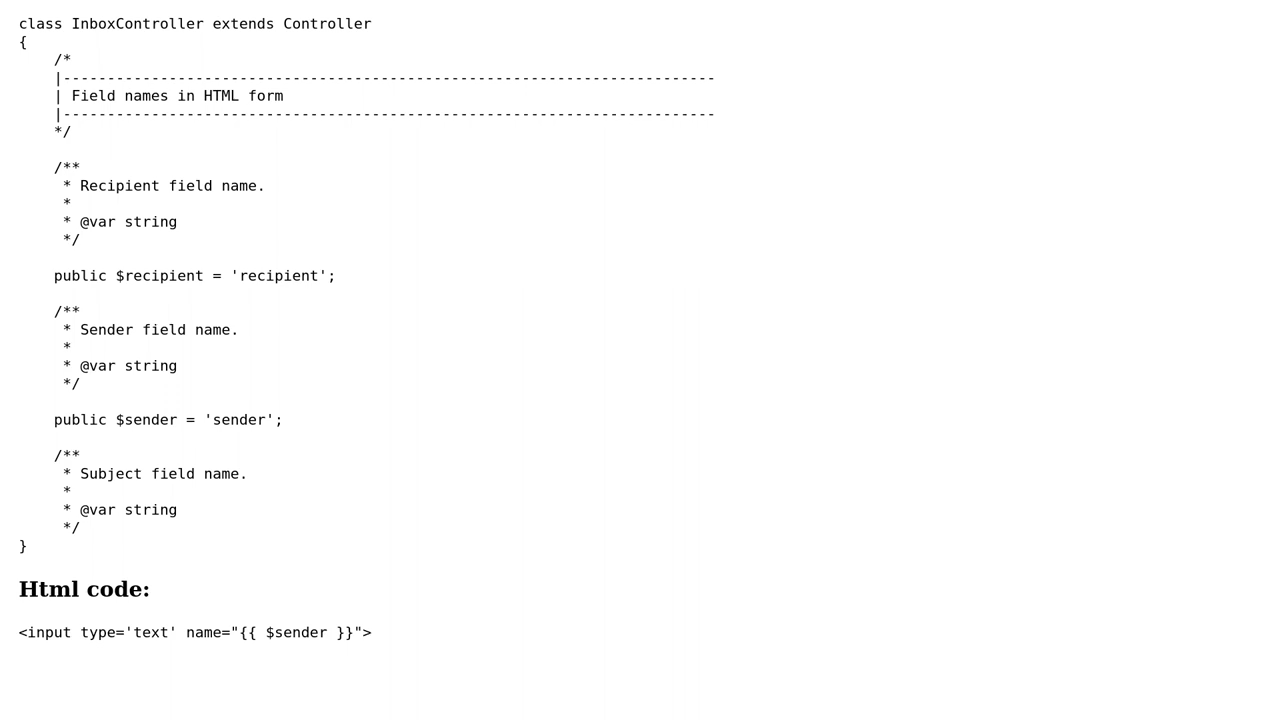 class InboxController extends Controller
{
    /*
    |--------------------------------------------------------------------------
    | Field names in HTML form
    |--------------------------------------------------------------------------
    */
    /**
     * Recipient field name.
     *
     * @var string
     */
    public $recipient = 'recipient';
    /**
     * Sender field name.
     *
     * @var string
     */
    public $sender = 'sender';
    /**
     * Subject field name.
     *
     * @var string
     */
}
Html code:
<input type='text' name="{{ $sender }}">